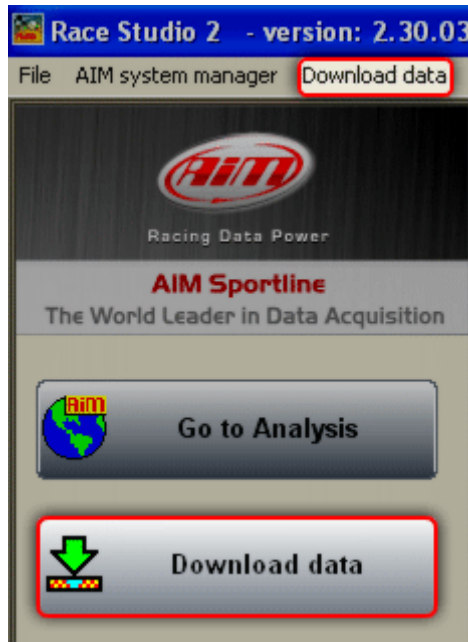 Race Studio 2 - version: 2.30.03
File AIM system manager Download data
AiM
Racing Data Power
AIM Sportline
The World Leader in Data Acquisition
AiM
Go to Analysis
Download data